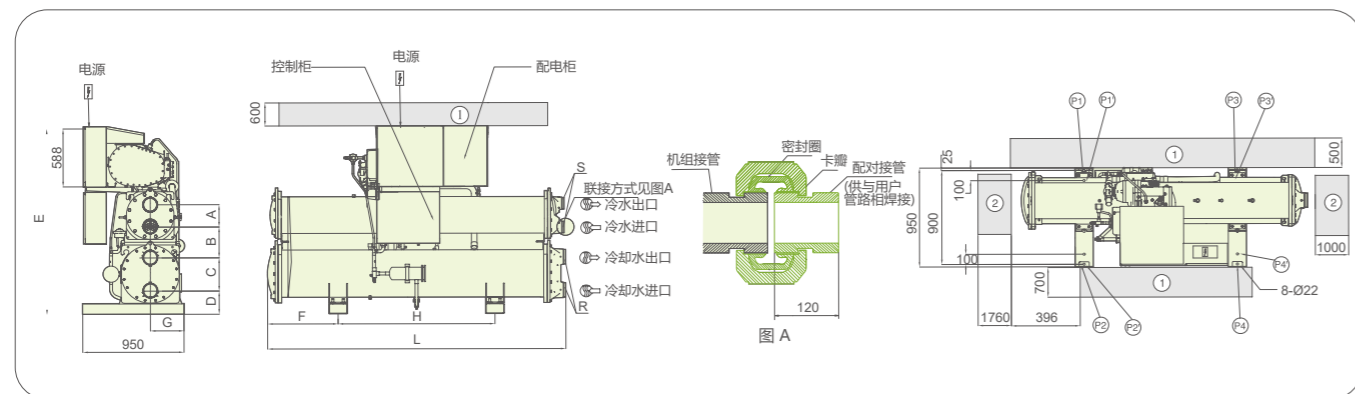 电源
588
E
A
B
C
D
G
950
控制柜
电源
配电柜
600
1
S
联接方式见图A
冷水出口
冷水进口
冷却水出口
冷却水进口
R
F
H
L
机组接管
密封圈
卡瓣
配对接管
(供与用户
管路相焊接)
120
图 A
P1
P1'
P3
P3'
25
1
500
100
2
2
950
900
1000
100
P4'
700
1
8-Ø22
1760
396
P2
P2'
P4